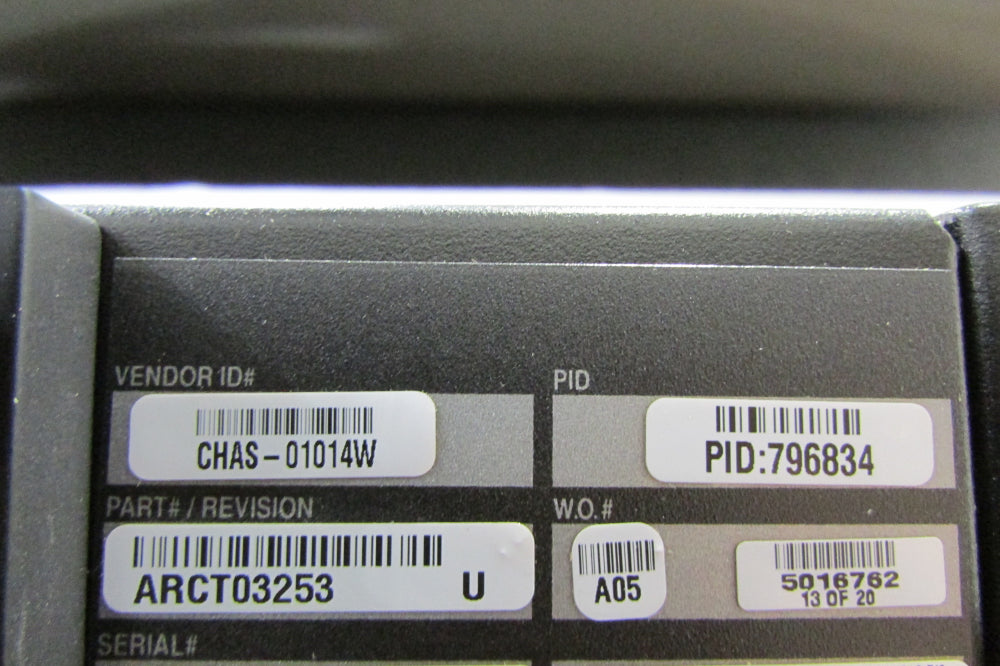 VENDOR ID#
CHAS-01014W
PID
PID:796834
PART# / REVISION
ARCT03253 U
W.O.#
A05
5016762
13 OF 20
SERIAL#